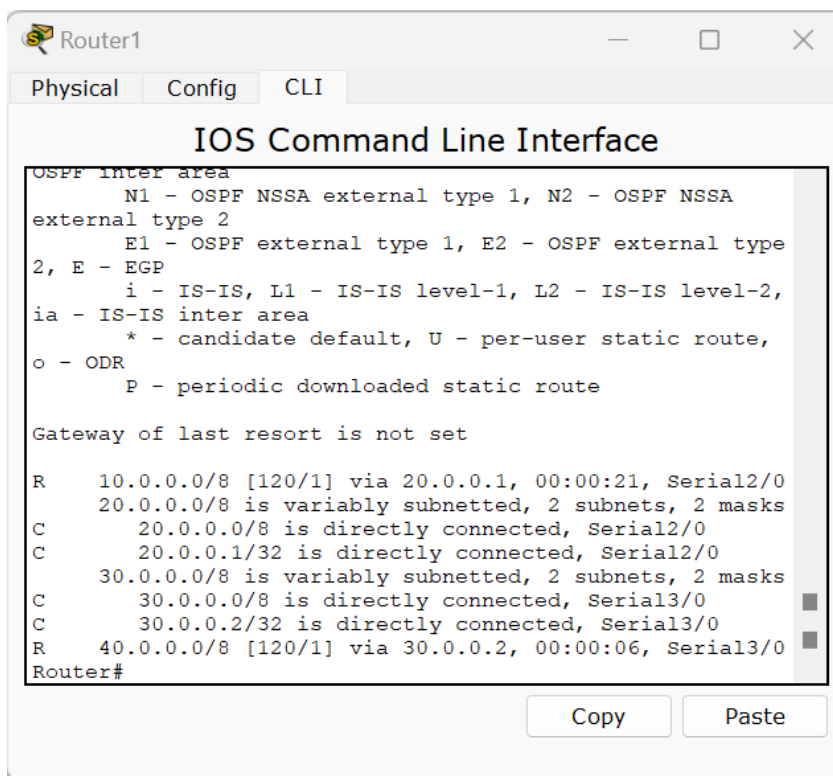 Router1
Physical Config CLI
IOS Command Line Interface
OSPF inter area
N1 - OSPF NSSA external type 1, N2 - OSPF NSSA
external type 2
E1 - OSPF external type 1, E2 - OSPF external type
2, E - EGP
i - IS-IS, L1 - IS-IS level-1, L2 - IS-IS level-2,
ia - IS-IS inter area
* - candidate default, U - per-user static route,
o - ODR
P - periodic downloaded static route
Gateway of last resort is not set
R 10.0.0.0/8 [120/1] via 20.0.0.1, 00:00:21, Serial2/0
20.0.0.0/8 is variably subnetted, 2 subnets, 2 masks
C 20.0.0.0/8 is directly connected, Serial2/0
C 20.0.0.1/32 is directly connected, Serial2/0
30.0.0.0/8 is variably subnetted, 2 subnets, 2 masks
C 30.0.0.0/8 is directly connected, Serial3/0
C 30.0.0.2/32 is directly connected, Serial3/0
R 40.0.0.0/8 [120/1] via 30.0.0.2, 00:00:06, Serial3/0
Router#
Copy Paste